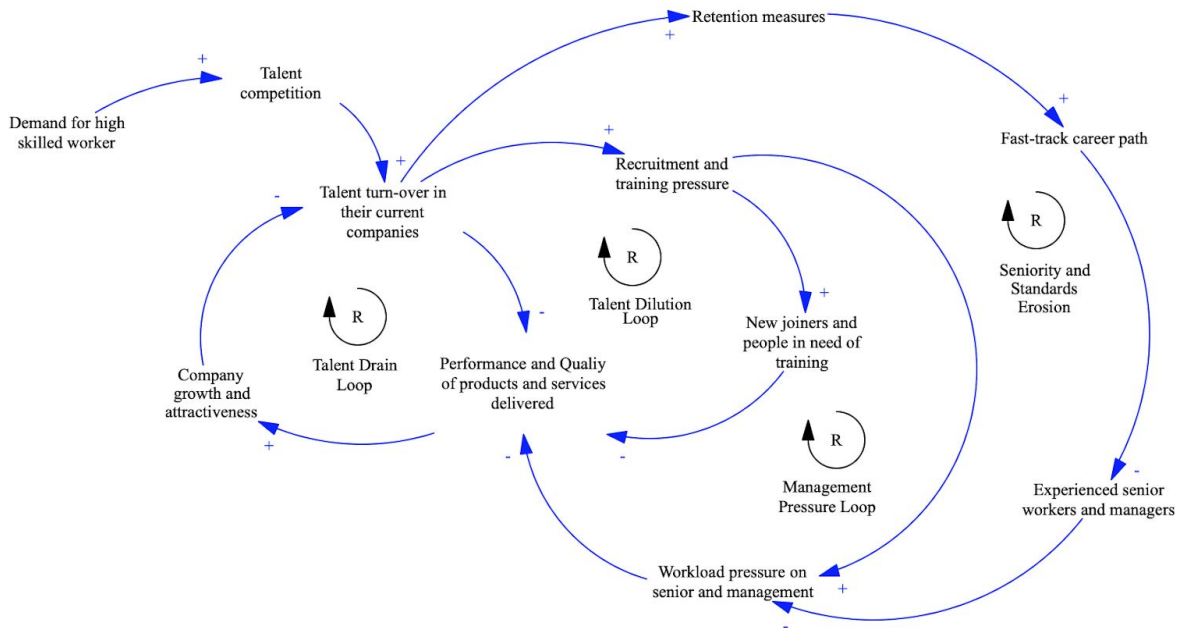 Retention measures
+
+
Talent
competition
Demand for high
skilled worker
+
Fast-track career path
+
Recruitment and
training pressure
+
-
Talent turn-over in
their current
companies
R
Seniority and
Standards
Erosion
R
Talent Dilution
Loop
R
Talent Drain
Loop
-
+
New joiners and
people in need of
training
Performance and Qualiy
of products and services
delivered
Company
growth and
attractiveness
+
-
-
R
Management
Pressure Loop
-
Experienced senior
workers and managers
Workload pressure on
senior and management
+
-